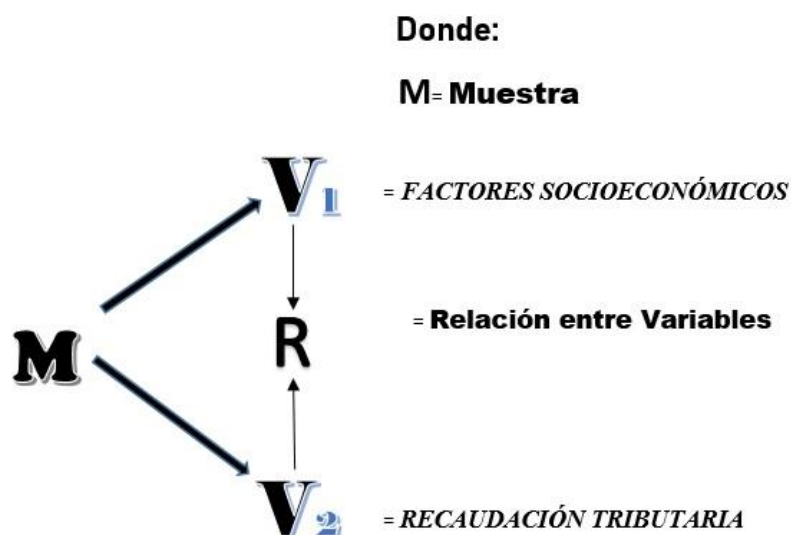 Donde:
M= Muestra
V1 = FACTORES SOCIOECONÓMICOS
M R = Relación entre Variables
V2 = RECAUDACIÓN TRIBUTARIA